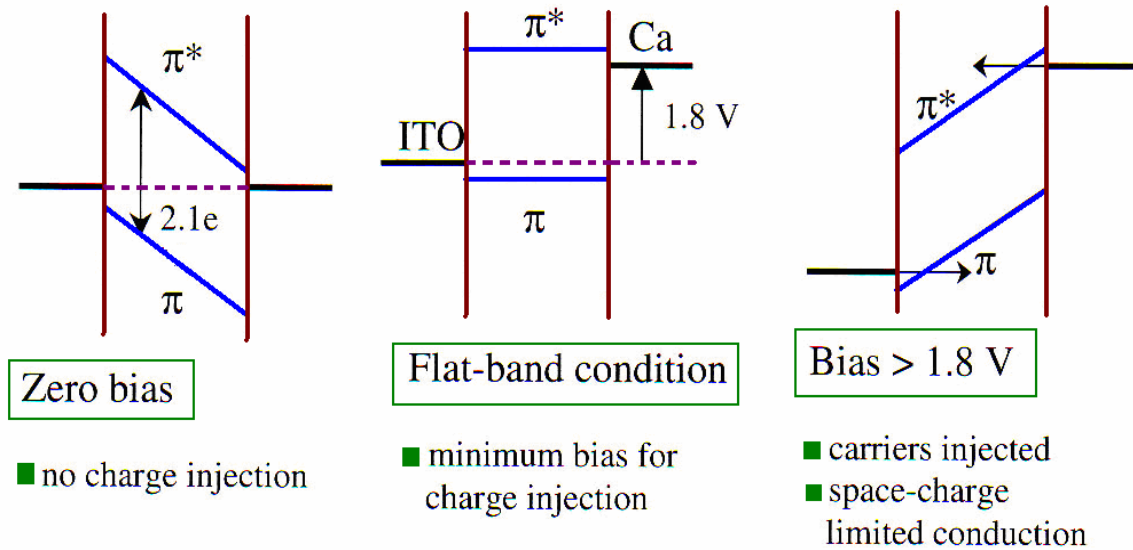 π*
2.1e
π
Zero bias
■ no charge injection
π*
Ca
1.8 V
ITO
π
Flat-band condition
■ minimum bias for
charge injection
π*
π
Bias > 1.8 V
■ carriers injected
■ space-charge
limited conduction